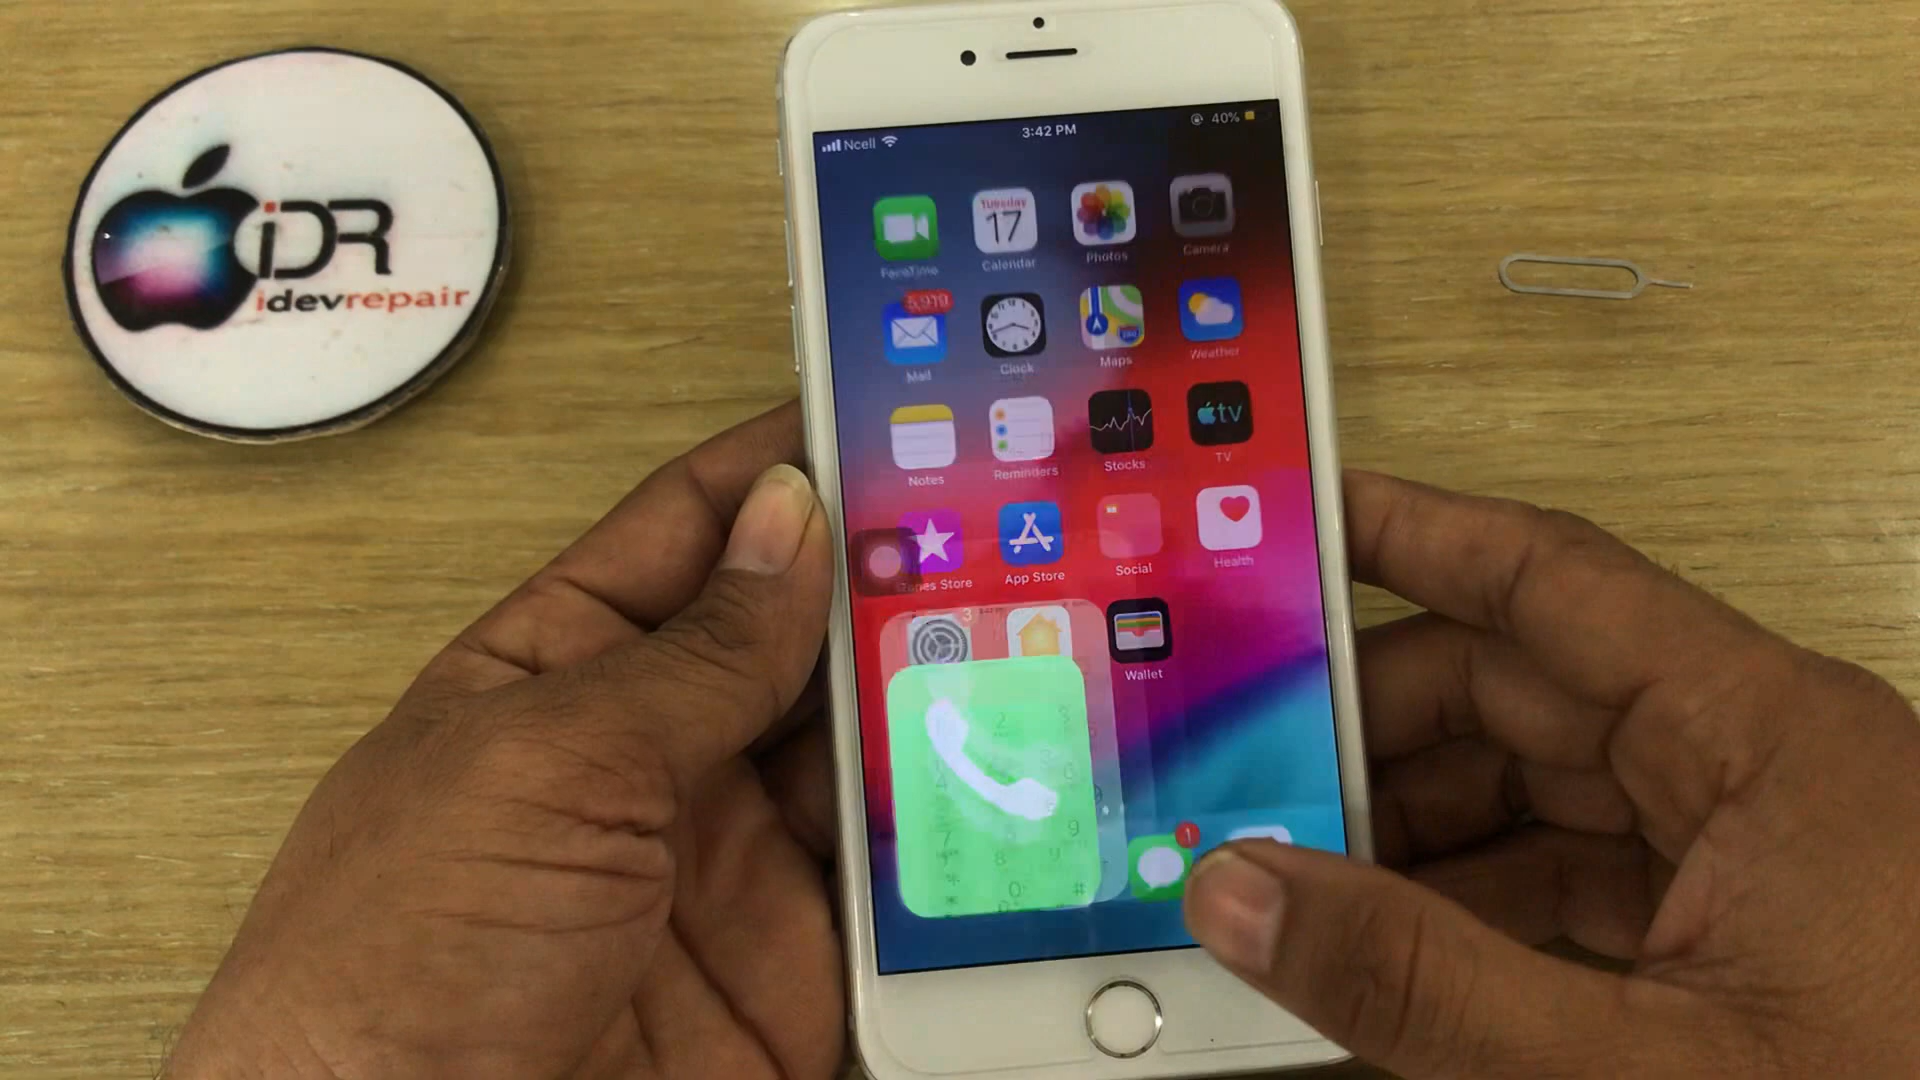 iDR
idevrepair
Ncell
3:42 PM
40%
FaceTime
Tuesday
17
Calendar
Photos
Camera
5,919
Mail
Clock
Maps
Weather
Notes
Reminders
Stocks
tv
TV
iTunes Store
App Store
Social
Health
3
Wallet
1